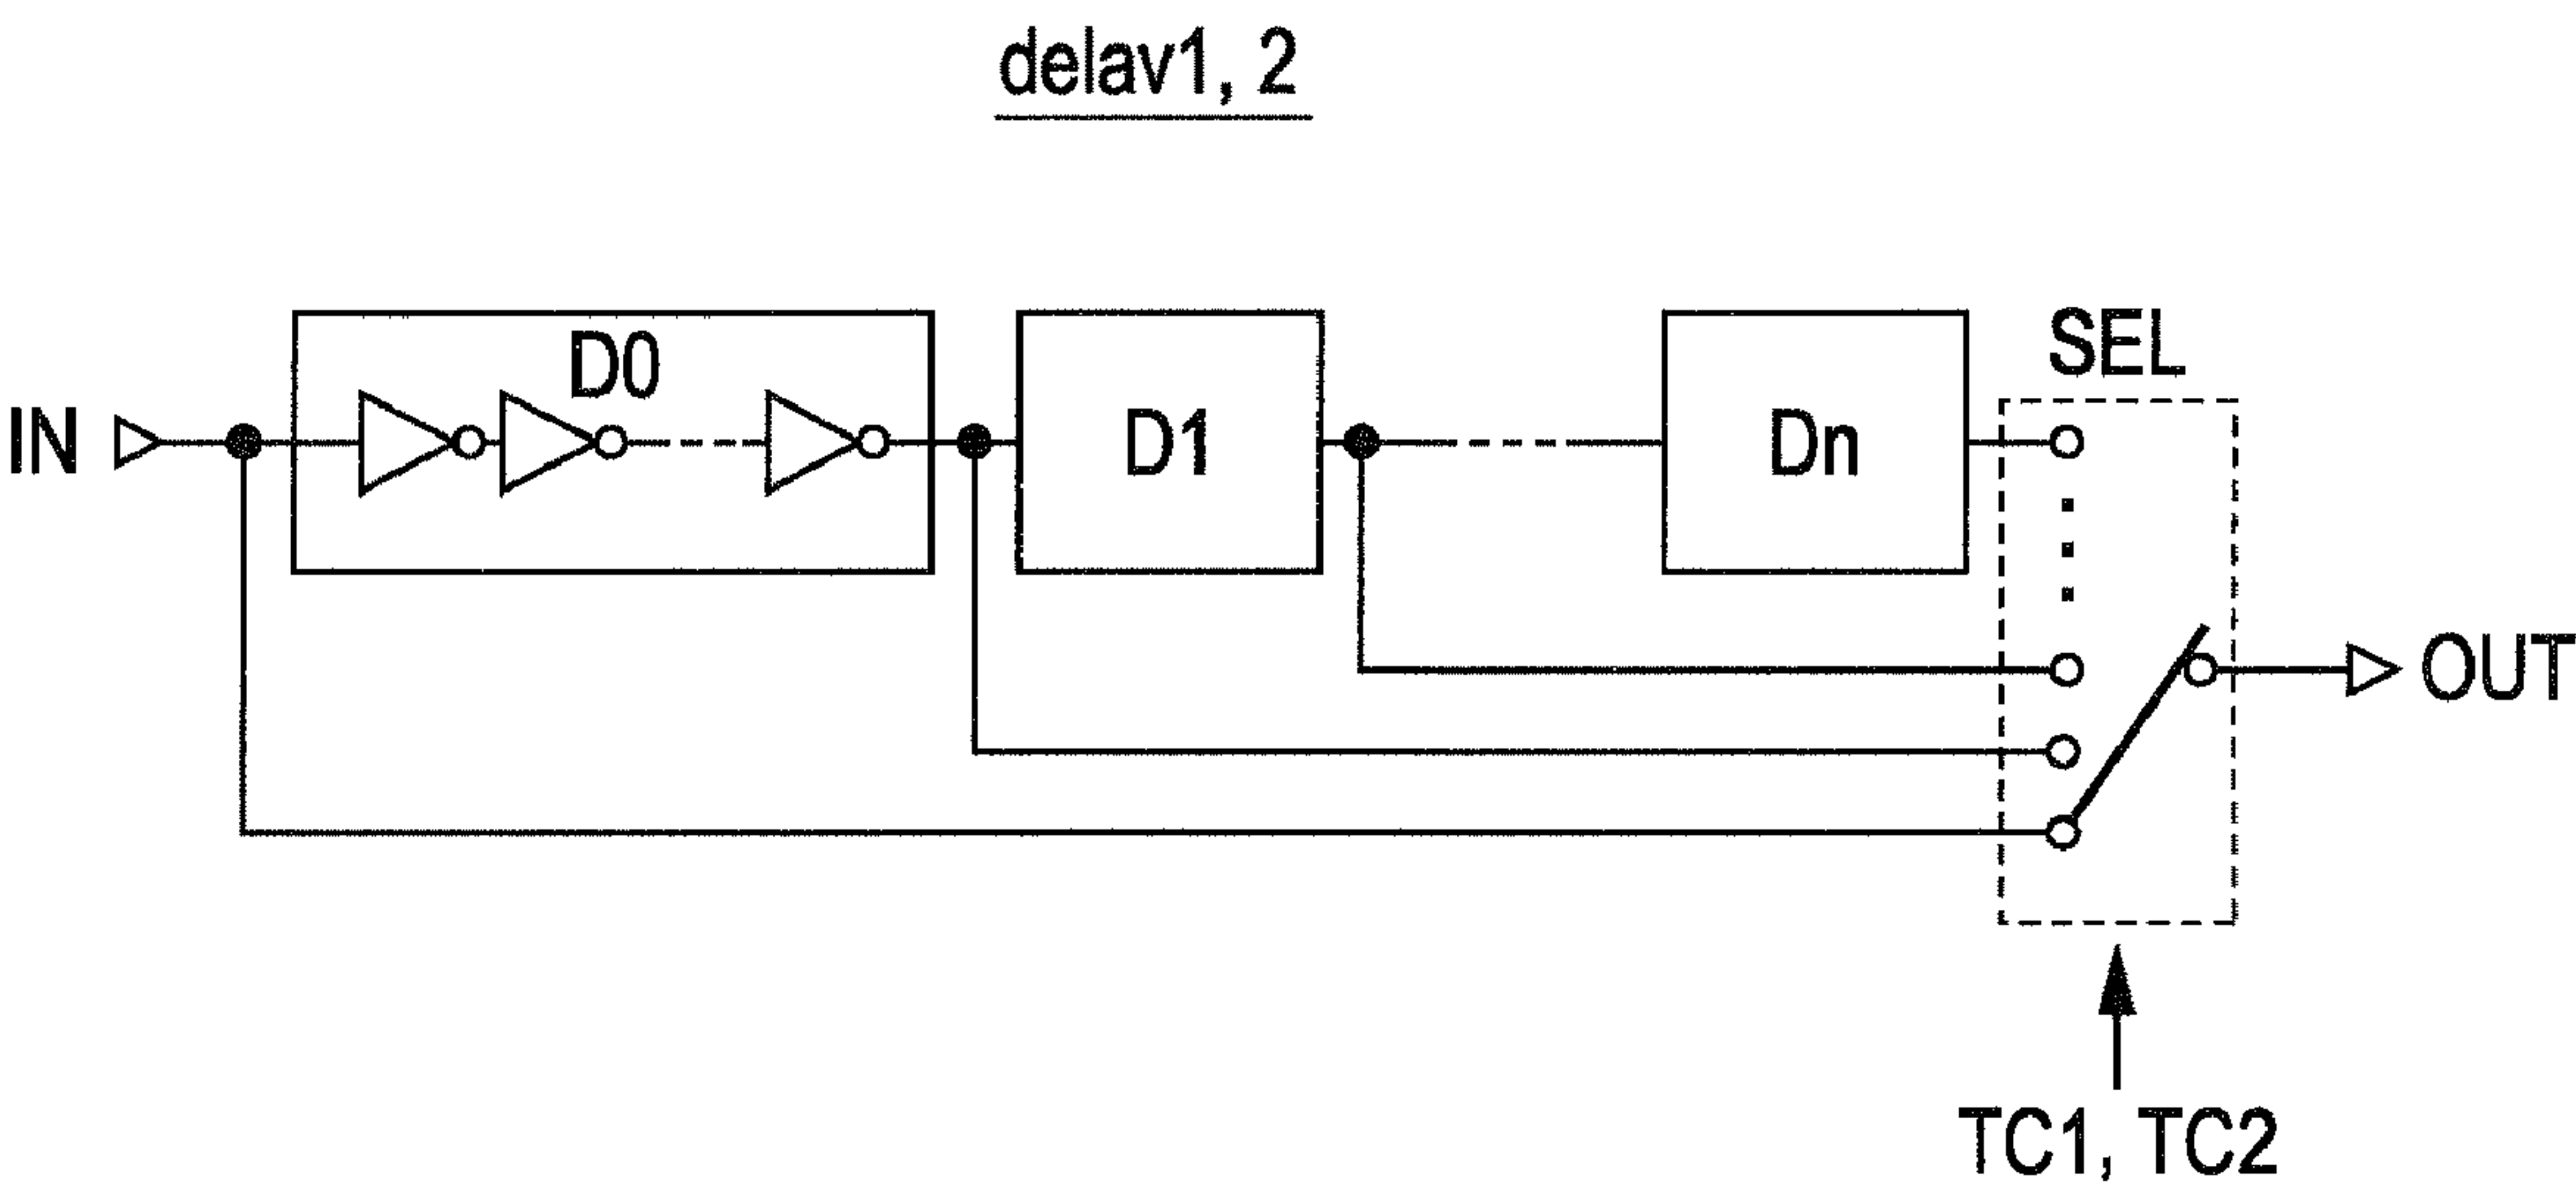 delav1, 2
D0
SEL
IN
D1
Dn
OUT
TC1, TC2